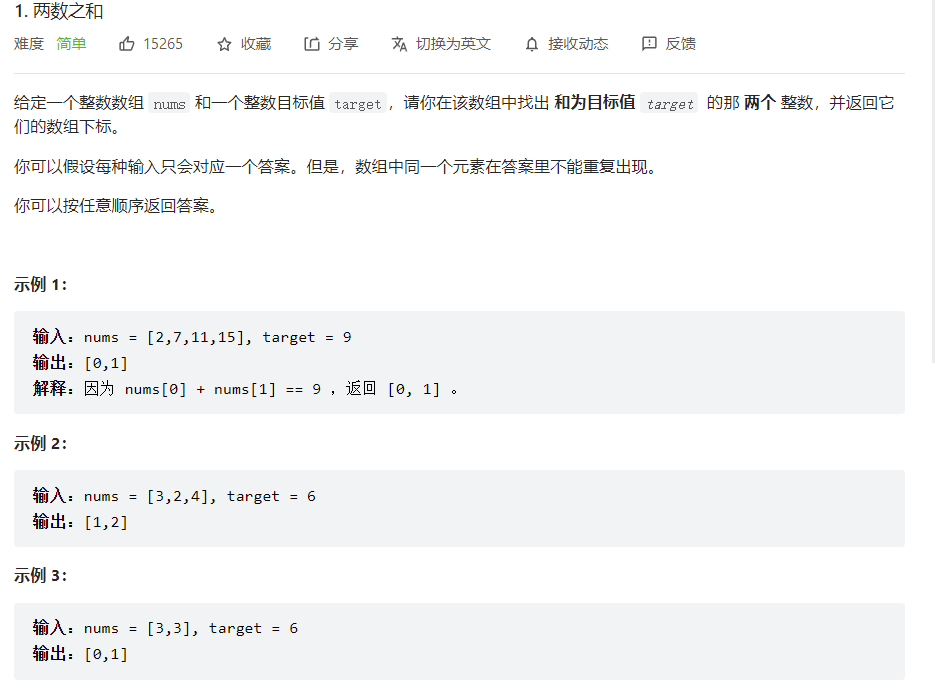 1. 两数之和
难度 简单 15265 收藏 分享 切换为英文 接收动态 反馈
给定一个整数数组 nums 和一个整数目标值 target，请你在该数组中找出 和为目标值 target 的那 两个 整数，并返回它
们的数组下标。
你可以假设每种输入只会对应一个答案。但是，数组中同一个元素在答案里不能重复出现。
你可以按任意顺序返回答案。
示例 1：
输入：nums = [2,7,11,15], target = 9
输出：[0,1]
解释：因为 nums[0] + nums[1] == 9 ，返回 [0, 1] 。
示例 2：
输入：nums = [3,2,4], target = 6
输出：[1,2]
示例 3：
输入：nums = [3,3], target = 6
输出：[0,1]